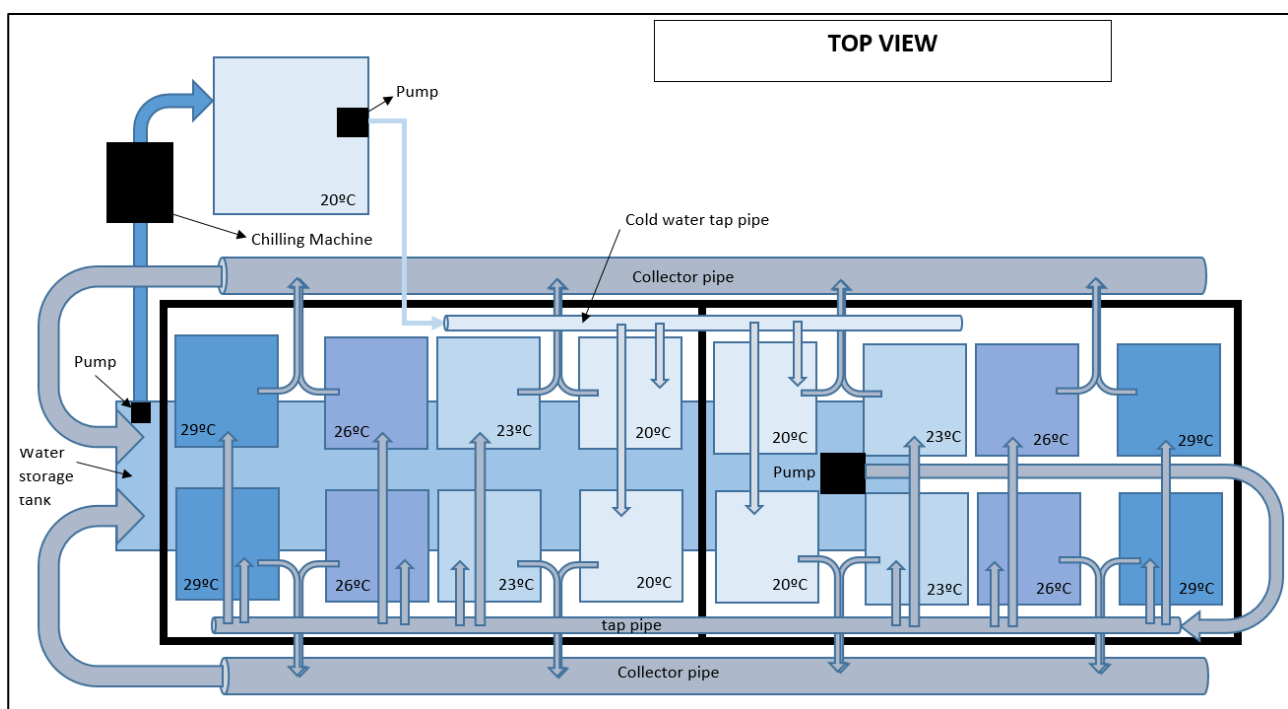 TOP VIEW
Pump
20ºC
Chilling Machine
Cold water tap pipe
Collector pipe
Pump
Water
storage
tank
29ºC
26ºC
23ºC
20ºC
20ºC
23ºC
26ºC
29ºC
Pump
29ºC
26ºC
23ºC
20ºC
20ºC
23ºC
26ºC
29ºC
tap pipe
Collector pipe